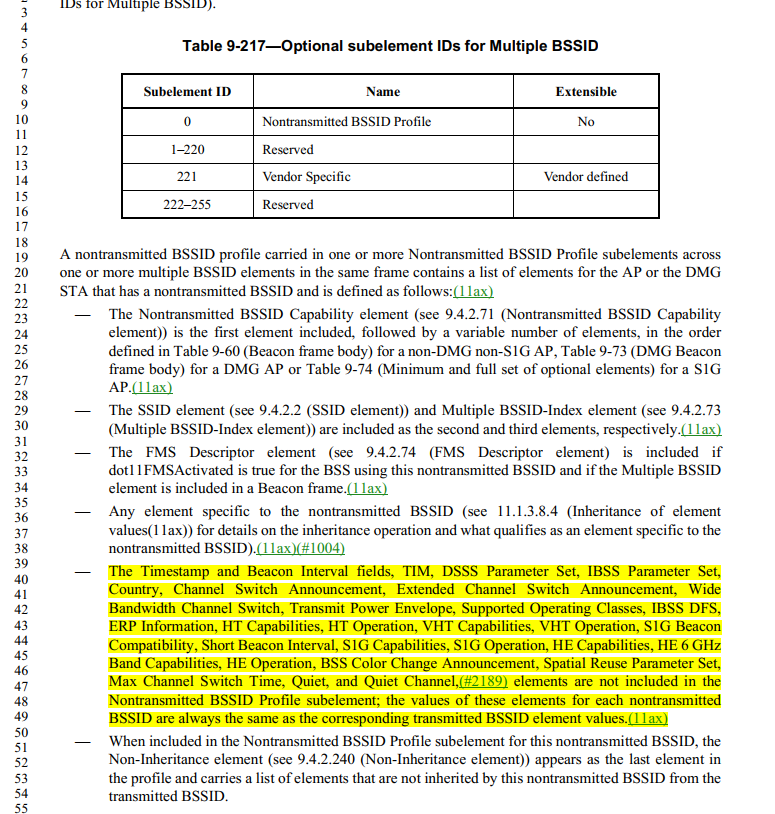 IDs for Multiple BSSID).
Table 9-217—Optional subelement IDs for Multiple BSSID
Subelement ID Name Extensible
0 Nontransmitted BSSID Profile No
1–220 Reserved
221 Vendor Specific Vendor defined
222–255 Reserved
A nontransmitted BSSID profile carried in one or more Nontransmitted BSSID Profile subelements across
one or more multiple BSSID elements in the same frame contains a list of elements for the AP or the DMG
STA that has a nontransmitted BSSID and is defined as follows:(11ax)
— The Nontransmitted BSSID Capability element (see 9.4.2.71 (Nontransmitted BSSID Capability
element)) is the first element included, followed by a variable number of elements, in the order
defined in Table 9-60 (Beacon frame body) for a non-DMG non-S1G AP, Table 9-73 (DMG Beacon
frame body) for a DMG AP or Table 9-74 (Minimum and full set of optional elements) for a S1G
AP.(11ax)
— The SSID element (see 9.4.2.2 (SSID element)) and Multiple BSSID-Index element (see 9.4.2.73
(Multiple BSSID-Index element)) are included as the second and third elements, respectively.(11ax)
— The FMS Descriptor element (see 9.4.2.74 (FMS Descriptor element) is included if
dot11FMSActivated is true for the BSS using this nontransmitted BSSID and if the Multiple BSSID
element is included in a Beacon frame.(11ax)
— Any element specific to the nontransmitted BSSID (see 11.1.3.8.4 (Inheritance of element
values(11ax)) for details on the inheritance operation and what qualifies as an element specific to the
nontransmitted BSSID).(11ax)(#1004)
— The Timestamp and Beacon Interval fields, TIM, DSSS Parameter Set, IBSS Parameter Set,
Country, Channel Switch Announcement, Extended Channel Switch Announcement, Wide
Bandwidth Channel Switch, Transmit Power Envelope, Supported Operating Classes, IBSS DFS,
ERP Information, HT Capabilities, HT Operation, VHT Capabilities, VHT Operation, S1G Beacon
Compatibility, Short Beacon Interval, S1G Capabilities, S1G Operation, HE Capabilities, HE 6 GHz
Band Capabilities, HE Operation, BSS Color Change Announcement, Spatial Reuse Parameter Set,
Max Channel Switch Time, Quiet, and Quiet Channel,(#2189) elements are not included in the
Nontransmitted BSSID Profile subelement; the values of these elements for each nontransmitted
BSSID are always the same as the corresponding transmitted BSSID element values.(11ax)
— When included in the Nontransmitted BSSID Profile subelement for this nontransmitted BSSID, the
Non-Inheritance element (see 9.4.2.240 (Non-Inheritance element)) appears as the last element in
the profile and carries a list of elements that are not inherited by this nontransmitted BSSID from the
transmitted BSSID.
3
4
5
6
7
8
9
10
11
12
13
14
15
16
17
18
19
20
21
22
23
24
25
26
27
28
29
30
31
32
33
34
35
36
37
38
39
40
41
42
43
44
45
46
47
48
49
50
51
52
53
54
55